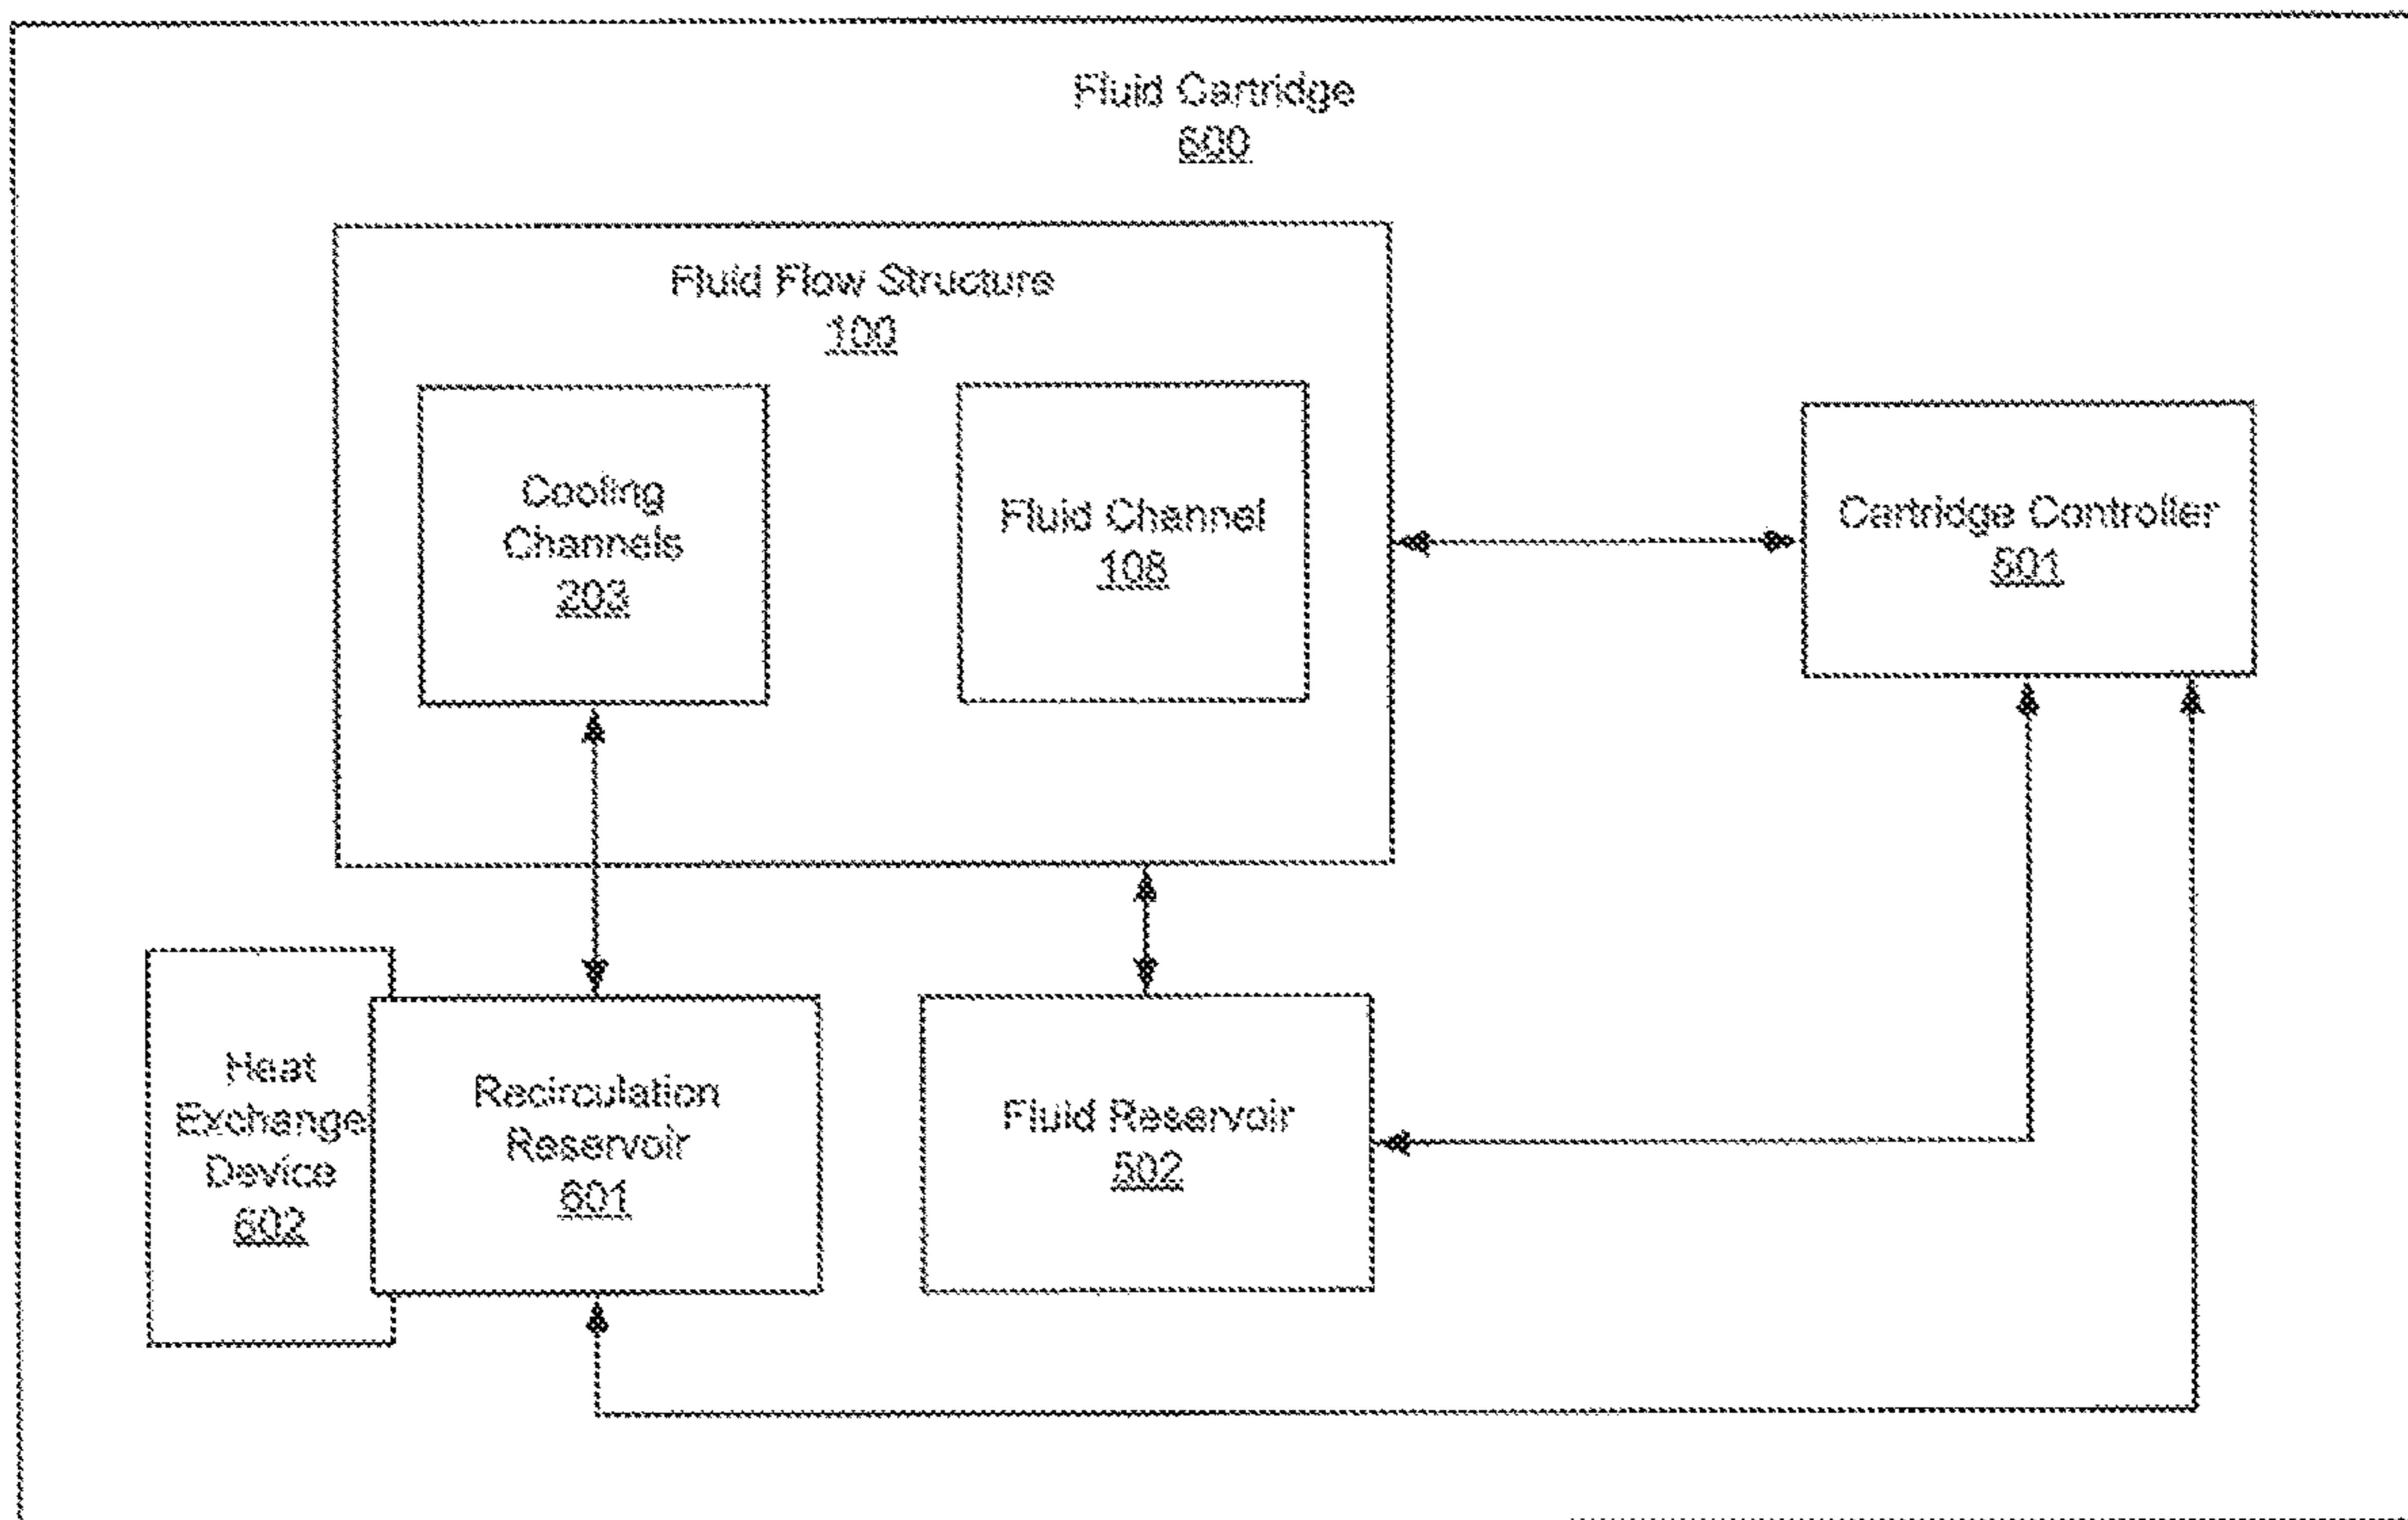 Fluid Cartridge
600
Fluid Flow Structure
100
Cooling
Channels
203
Fluid Channel
108
Cartridge Controller
501
Heat
Exchange
Device
602
Recirculation
Reservoir
601
Fluid Reservoir
502